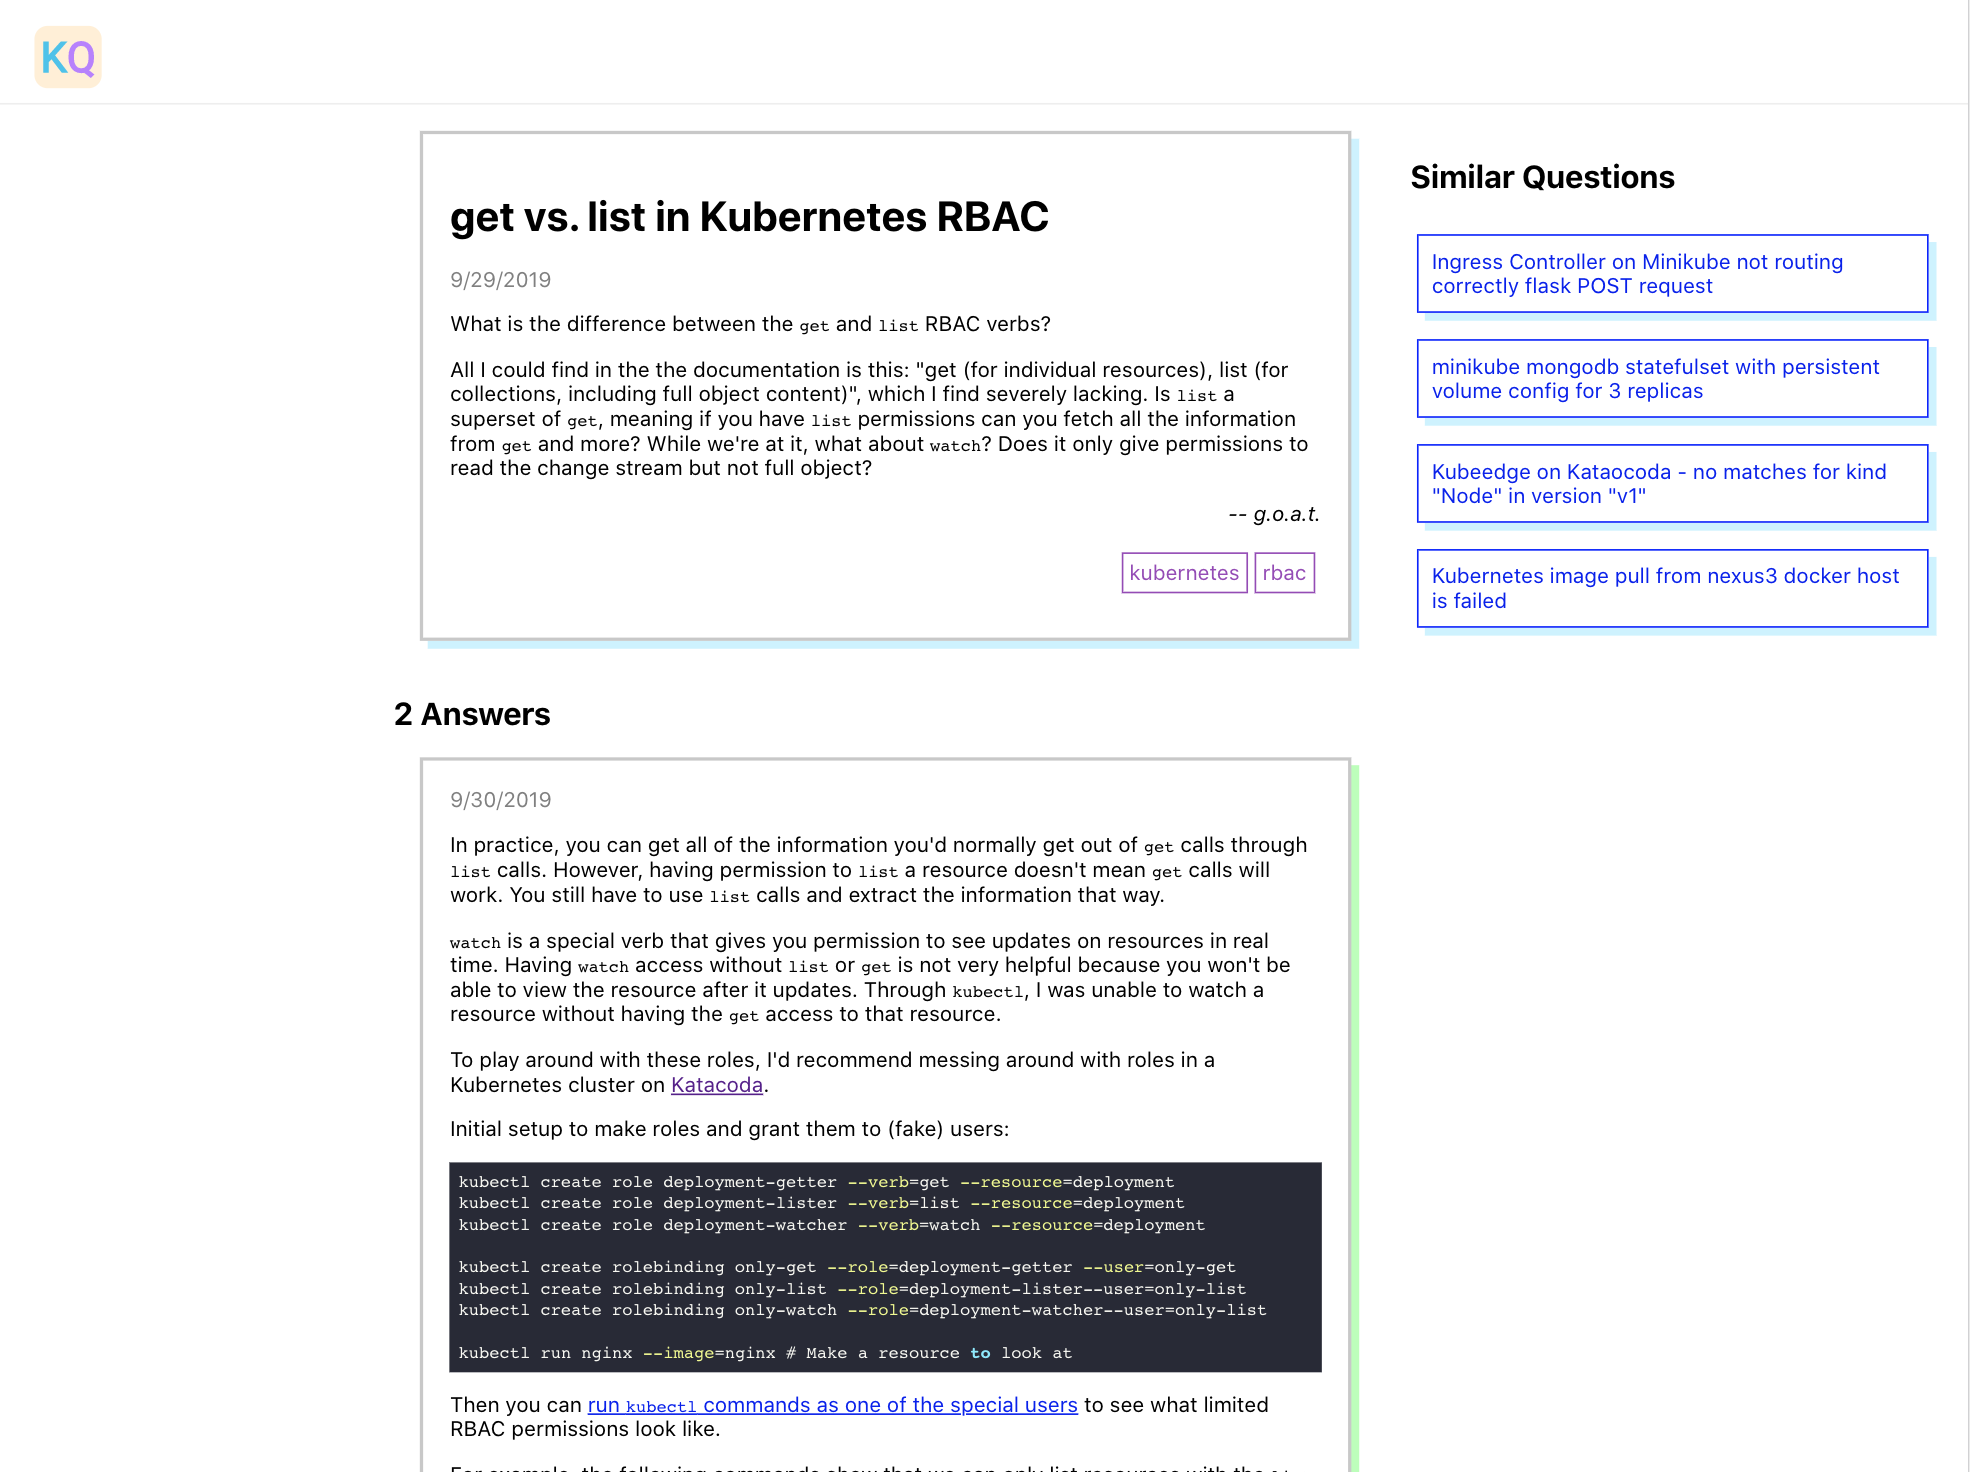 KQ
get vs. list in Kubernetes RBAC
9/29/2019
What is the difference between the get and list RBAC verbs?
All I could find in the the documentation is this: "get (for individual resources), list (for
collections, including full object content)", which I find severely lacking. Is list a
superset of get, meaning if you have list permissions can you fetch all the information
from get and more? While we're at it, what about watch? Does it only give permissions to
read the change stream but not full object?
-- g.o.a.t.
kubernetes rbac
Similar Questions
Ingress Controller on Minikube not routing
correctly flask POST request
minikube mongodb statefulset with persistent
volume config for 3 replicas
Kubeedge on Kataocoda - no matches for kind
"Node" in version "v1"
Kubernetes image pull from nexus3 docker host
is failed
2 Answers
9/30/2019
In practice, you can get all of the information you'd normally get out of get calls through
list calls. However, having permission to list a resource doesn't mean get calls will
work. You still have to use list calls and extract the information that way.
watch is a special verb that gives you permission to see updates on resources in real
time. Having watch access without list or get is not very helpful because you won't be
able to view the resource after it updates. Through kubectl, I was unable to watch a
resource without having the get access to that resource.
To play around with these roles, I'd recommend messing around with roles in a
Kubernetes cluster on Katacoda.
Initial setup to make roles and grant them to (fake) users:
kubectl create role deployment-getter --verb=get --resource=deployment
kubectl create role deployment-lister --verb=list --resource=deployment
kubectl create role deployment-watcher --verb=watch --resource=deployment
kubectl create rolebinding only-get --role=deployment-getter --user=only-get
kubectl create rolebinding only-list --role=deployment-lister--user=only-list
kubectl create rolebinding only-watch --role=deployment-watcher--user=only-list
kubectl run nginx --image=nginx # Make a resource to look at
Then you can run kubectl commands as one of the special users to see what limited
RBAC permissions look like.